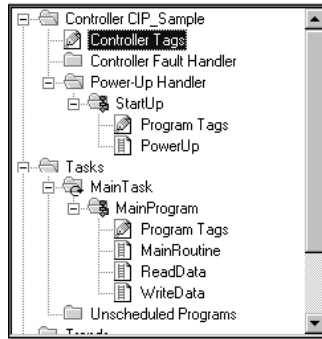 Controller CIP_Sample
Controller Tags
Controller Fault Handler
Power-Up Handler
StartUp
Program Tags
PowerUp
Tasks
MainTask
MainProgram
Program Tags
MainRoutine
ReadData
WriteData
Unscheduled Programs